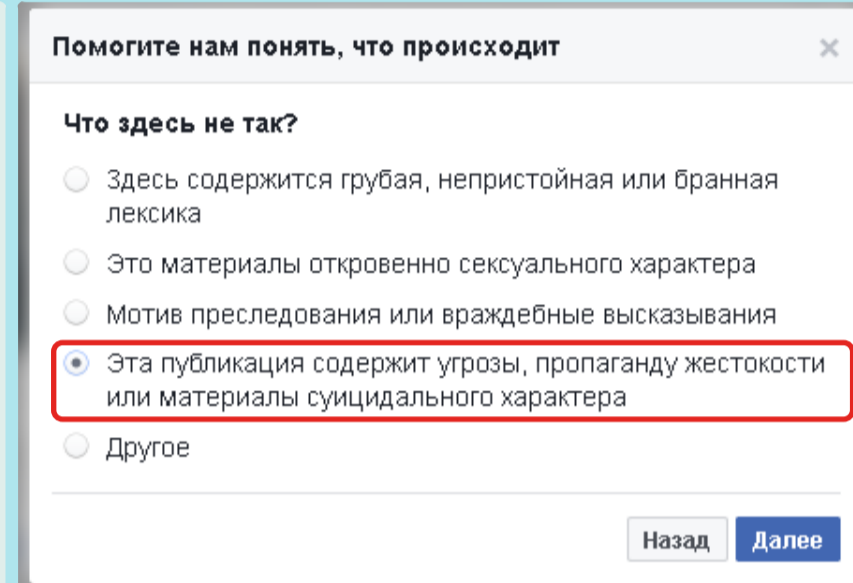 Помогите нам понять, что происходит
Что здесь не так?
Здесь содержится грубая, непристойная или бранная
лексика
Это материалы откровенно сексуального характера
Мотив преследования или враждебные высказывания
Эта публикация содержит угрозы, пропаганду жестокости
или материалы суицидального характера
Другое
Назад Далее